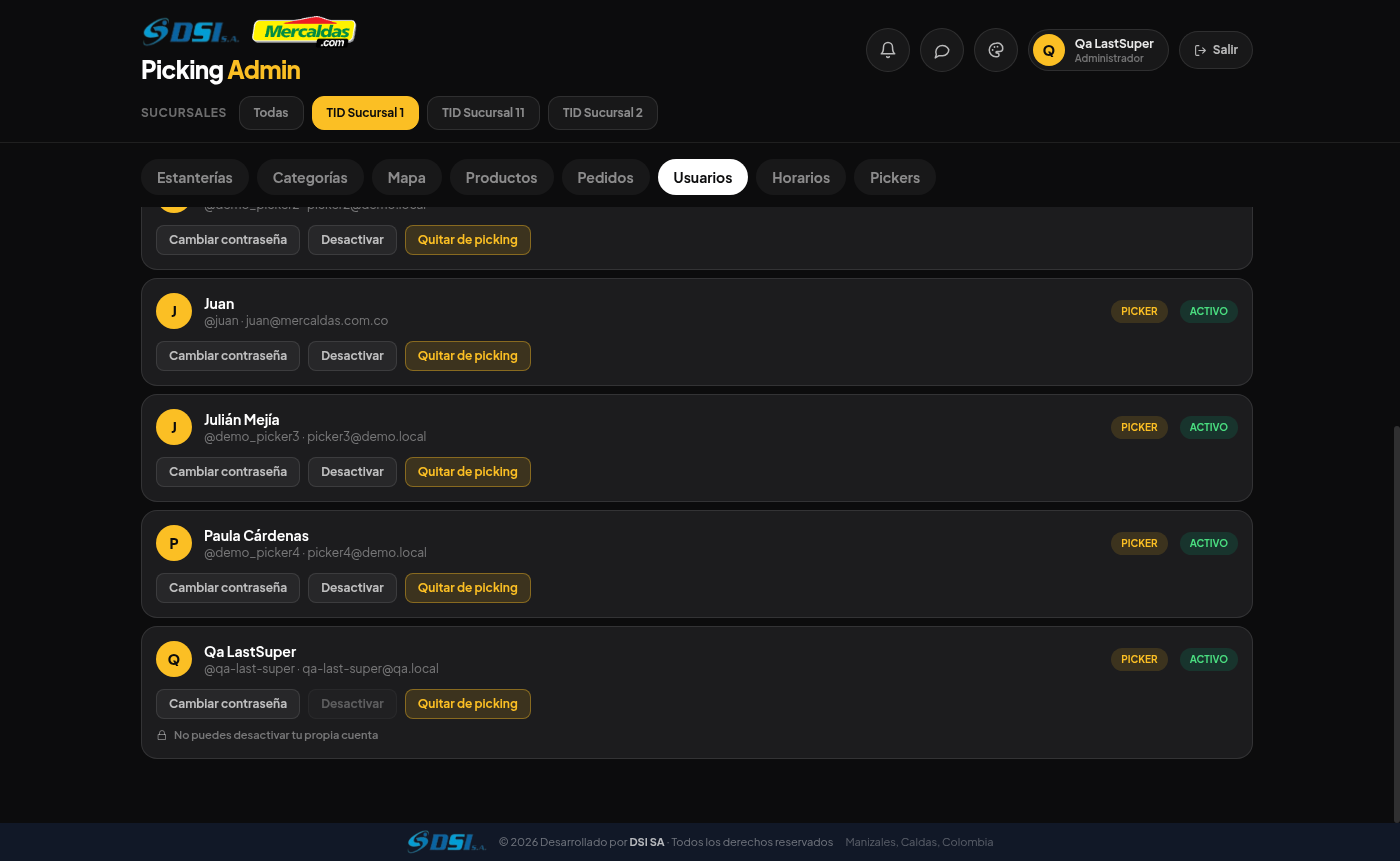 DSI S.A. Mercaldas .com
Picking Admin
Q Qa LastSuper
Administrador
Salir
SUCURSALES Todas TID Sucursal 1 TID Sucursal 11 TID Sucursal 2
Estanterías Categorías Mapa Productos Pedidos Usuarios Horarios Pickers
@demo_picker2 · picker2@demo.local
Cambiar contraseña Desactivar Quitar de picking
J Juan
@juan · juan@mercaldas.com.co
PICKER ACTIVO
Cambiar contraseña Desactivar Quitar de picking
J Julián Mejía
@demo_picker3 · picker3@demo.local
PICKER ACTIVO
Cambiar contraseña Desactivar Quitar de picking
P Paula Cárdenas
@demo_picker4 · picker4@demo.local
PICKER ACTIVO
Cambiar contraseña Desactivar Quitar de picking
Q Qa LastSuper
@qa-last-super · qa-last-super@qa.local
PICKER ACTIVO
Cambiar contraseña Desactivar Quitar de picking
No puedes desactivar tu propia cuenta
DSI S.A. © 2026 Desarrollado por DSI SA · Todos los derechos reservados Manizales, Caldas, Colombia